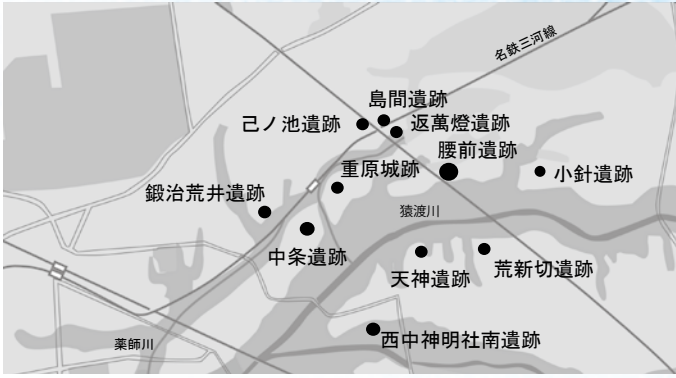 名鉄三河線
島間遺跡
己ノ池遺跡
返萬燈遺跡
腰前遺跡
重原城跡
小針遺跡
鍛治荒井遺跡
猿渡川
中条遺跡
天神遺跡
荒新切遺跡
西中神明社南遺跡
薬師川